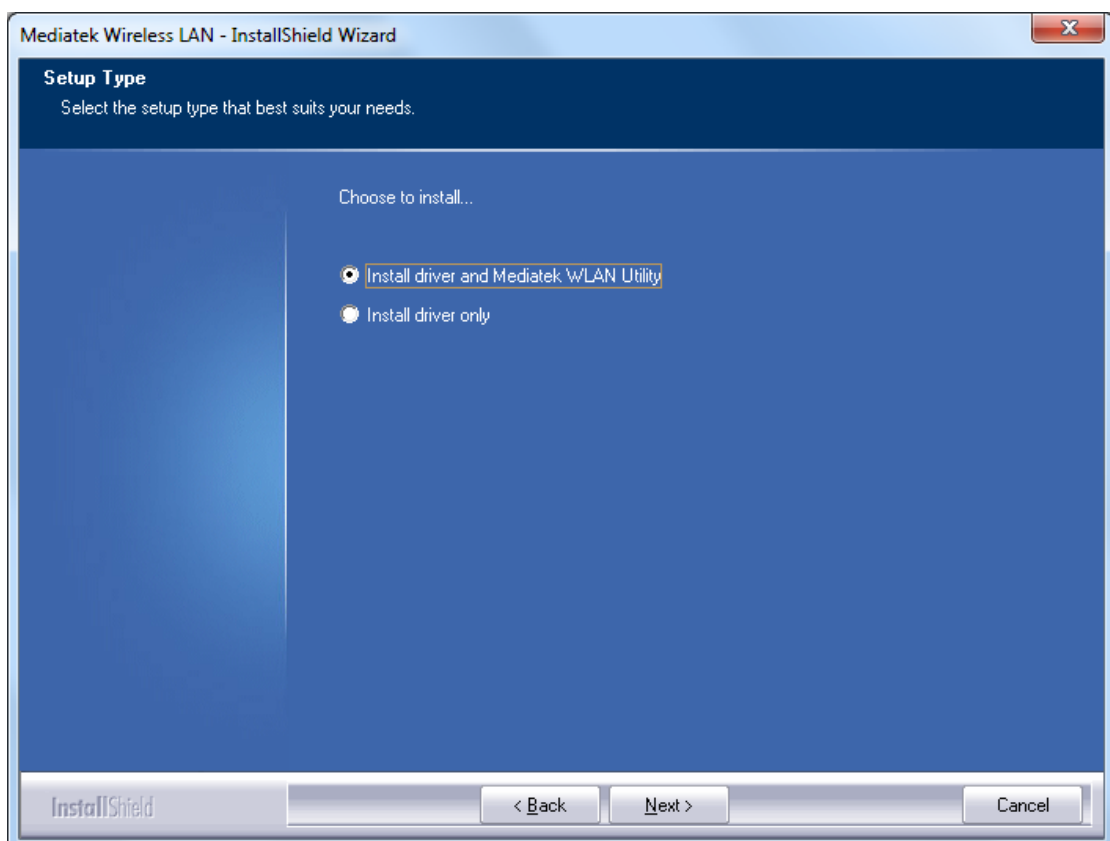 Mediatek Wireless LAN - InstallShield Wizard
Setup Type
Select the setup type that best suits your needs.
Choose to install...
Install driver and Mediatek WLAN Utility
Install driver only
InstallShield
< Back
Next >
Cancel